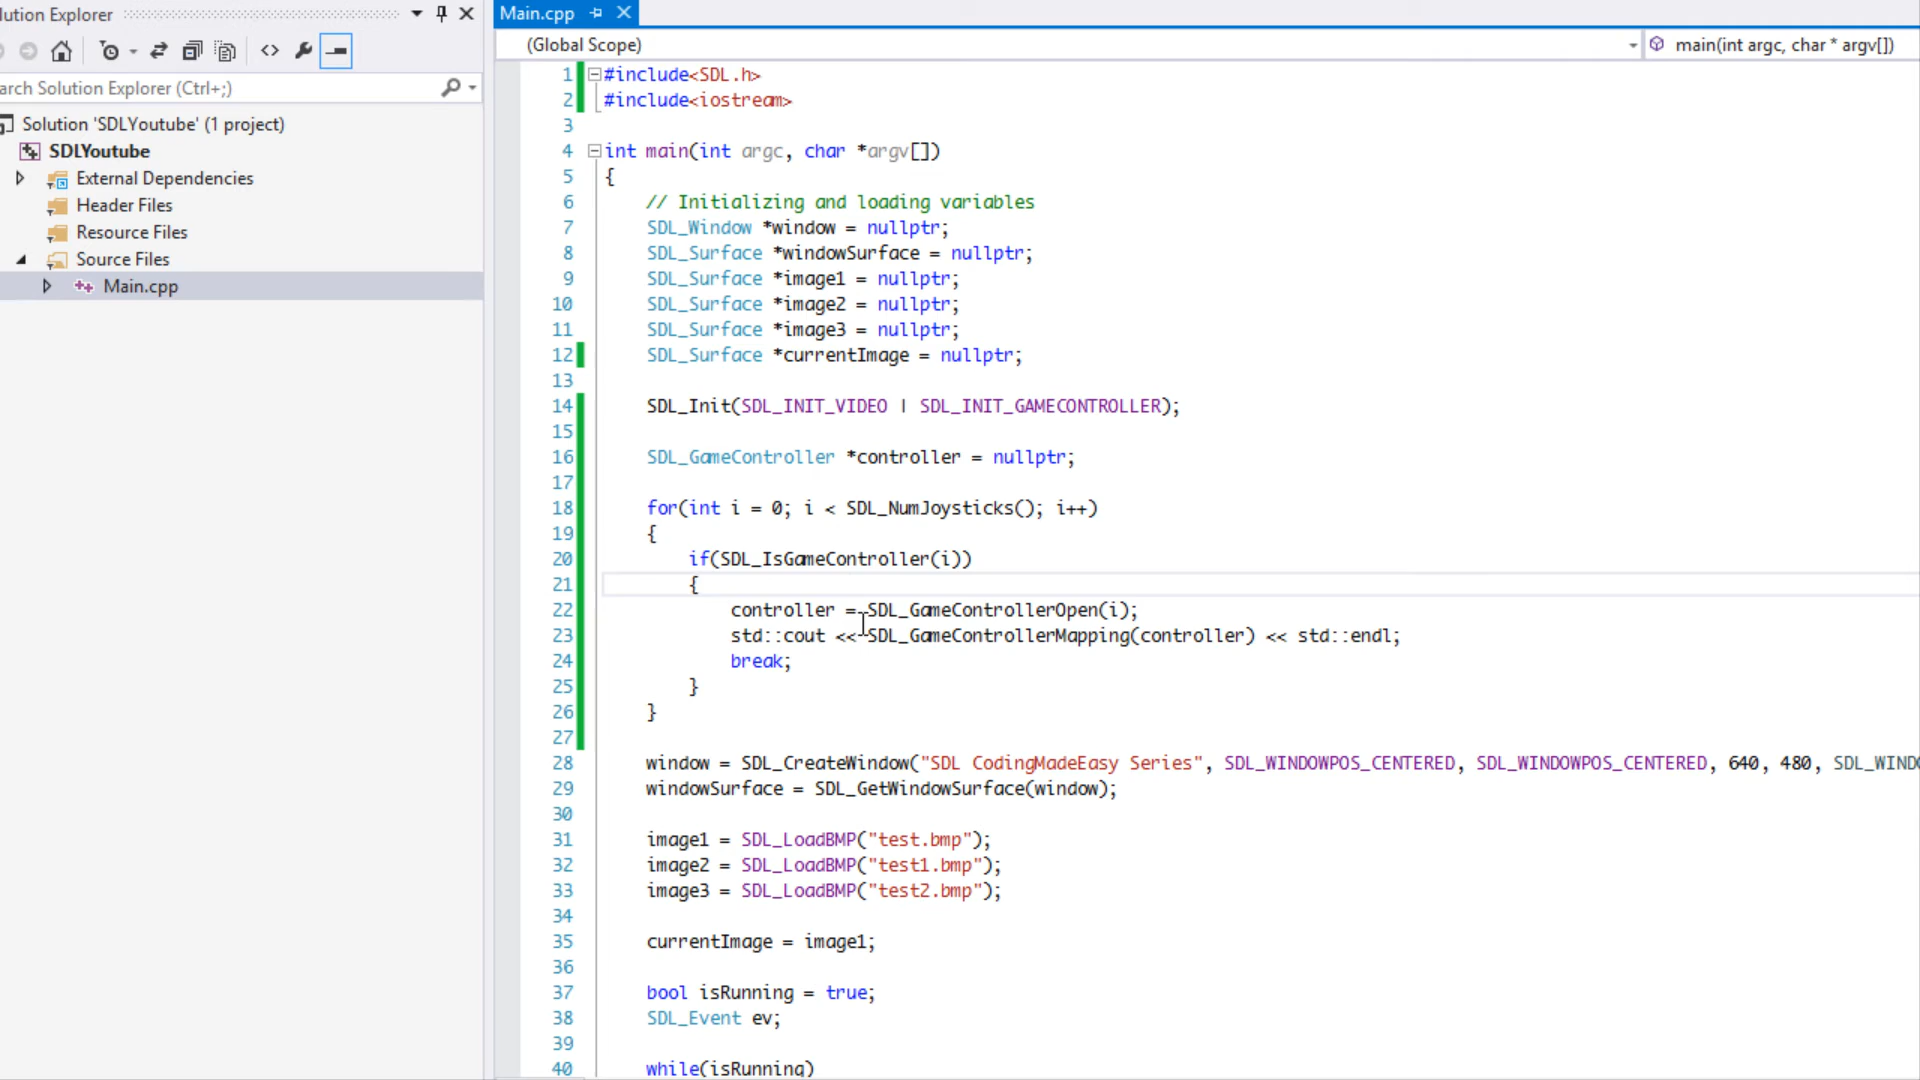 lution Explorer
arch Solution Explorer (Ctrl+;)
Solution 'SDLYoutube' (1 project)
SDLYoutube
External Dependencies
Header Files
Resource Files
Source Files
Main.cpp
Main.cpp
(Global Scope)
main(int argc, char * argv[])
1 #include<SDL.h>
2 #include<iostream>
3
4 int main(int argc, char *argv[])
5 {
6 // Initializing and loading variables
7 SDL_Window *window = nullptr;
8 SDL_Surface *windowSurface = nullptr;
9 SDL_Surface *image1 = nullptr;
10 SDL_Surface *image2 = nullptr;
11 SDL_Surface *image3 = nullptr;
12 SDL_Surface *currentImage = nullptr;
13
14 SDL_Init(SDL_INIT_VIDEO | SDL_INIT_GAMECONTROLLER);
15
16 SDL_GameController *controller = nullptr;
17
18 for(int i = 0; i < SDL_NumJoysticks(); i++)
19 {
20 if(SDL_IsGameController(i))
21 {
22 controller = SDL_GameControllerOpen(i);
23 std::cout << SDL_GameControllerMapping(controller) << std::endl;
24 break;
25 }
26 }
27
28 window = SDL_CreateWindow("SDL CodingMadeEasy Series", SDL_WINDOWPOS_CENTERED, SDL_WINDOWPOS_CENTERED, 640, 480, SDL_WIND
29 windowSurface = SDL_GetWindowSurface(window);
30
31 image1 = SDL_LoadBMP("test.bmp");
32 image2 = SDL_LoadBMP("test1.bmp");
33 image3 = SDL_LoadBMP("test2.bmp");
34
35 currentImage = image1;
36
37 bool isRunning = true;
38 SDL_Event ev;
39
40 while(isRunning)